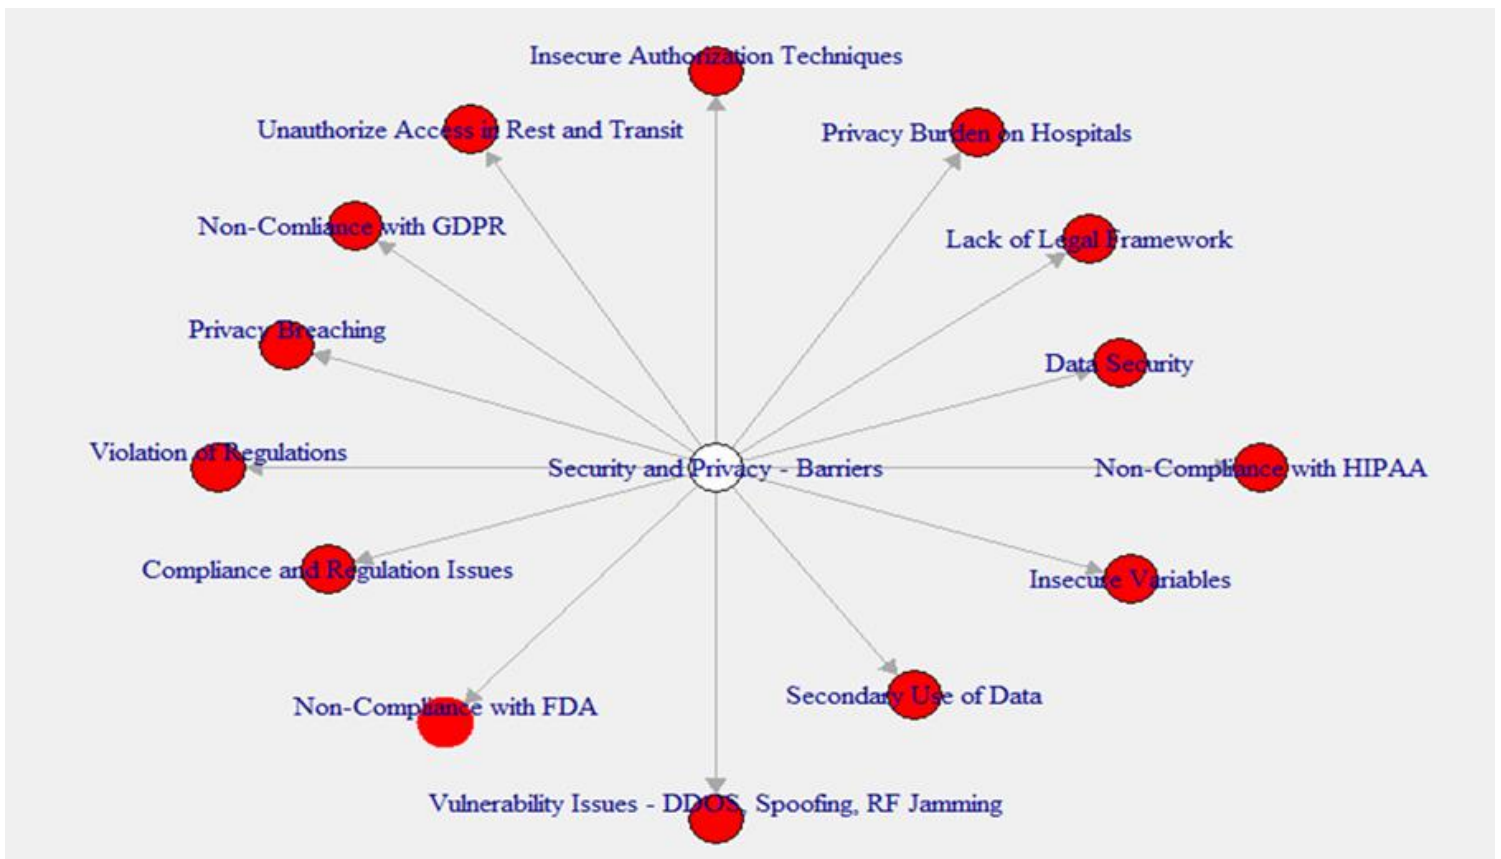 Insecure Authorization Techniques
Unauthorize Access in Rest and Transit
Privacy Burden on Hospitals
Non-Comliance with GDPR
Lack of Legal Framework
Privacy Breaching
Data Security
Violation of Regulations
Security and Privacy - Barriers
Non-Compliance with HIPAA
Compliance and Regulation Issues
Insecure Variables
Non-Compliance with FDA
Secondary Use of Data
Vulnerability Issues - DDOS, Spoofing, RF Jamming